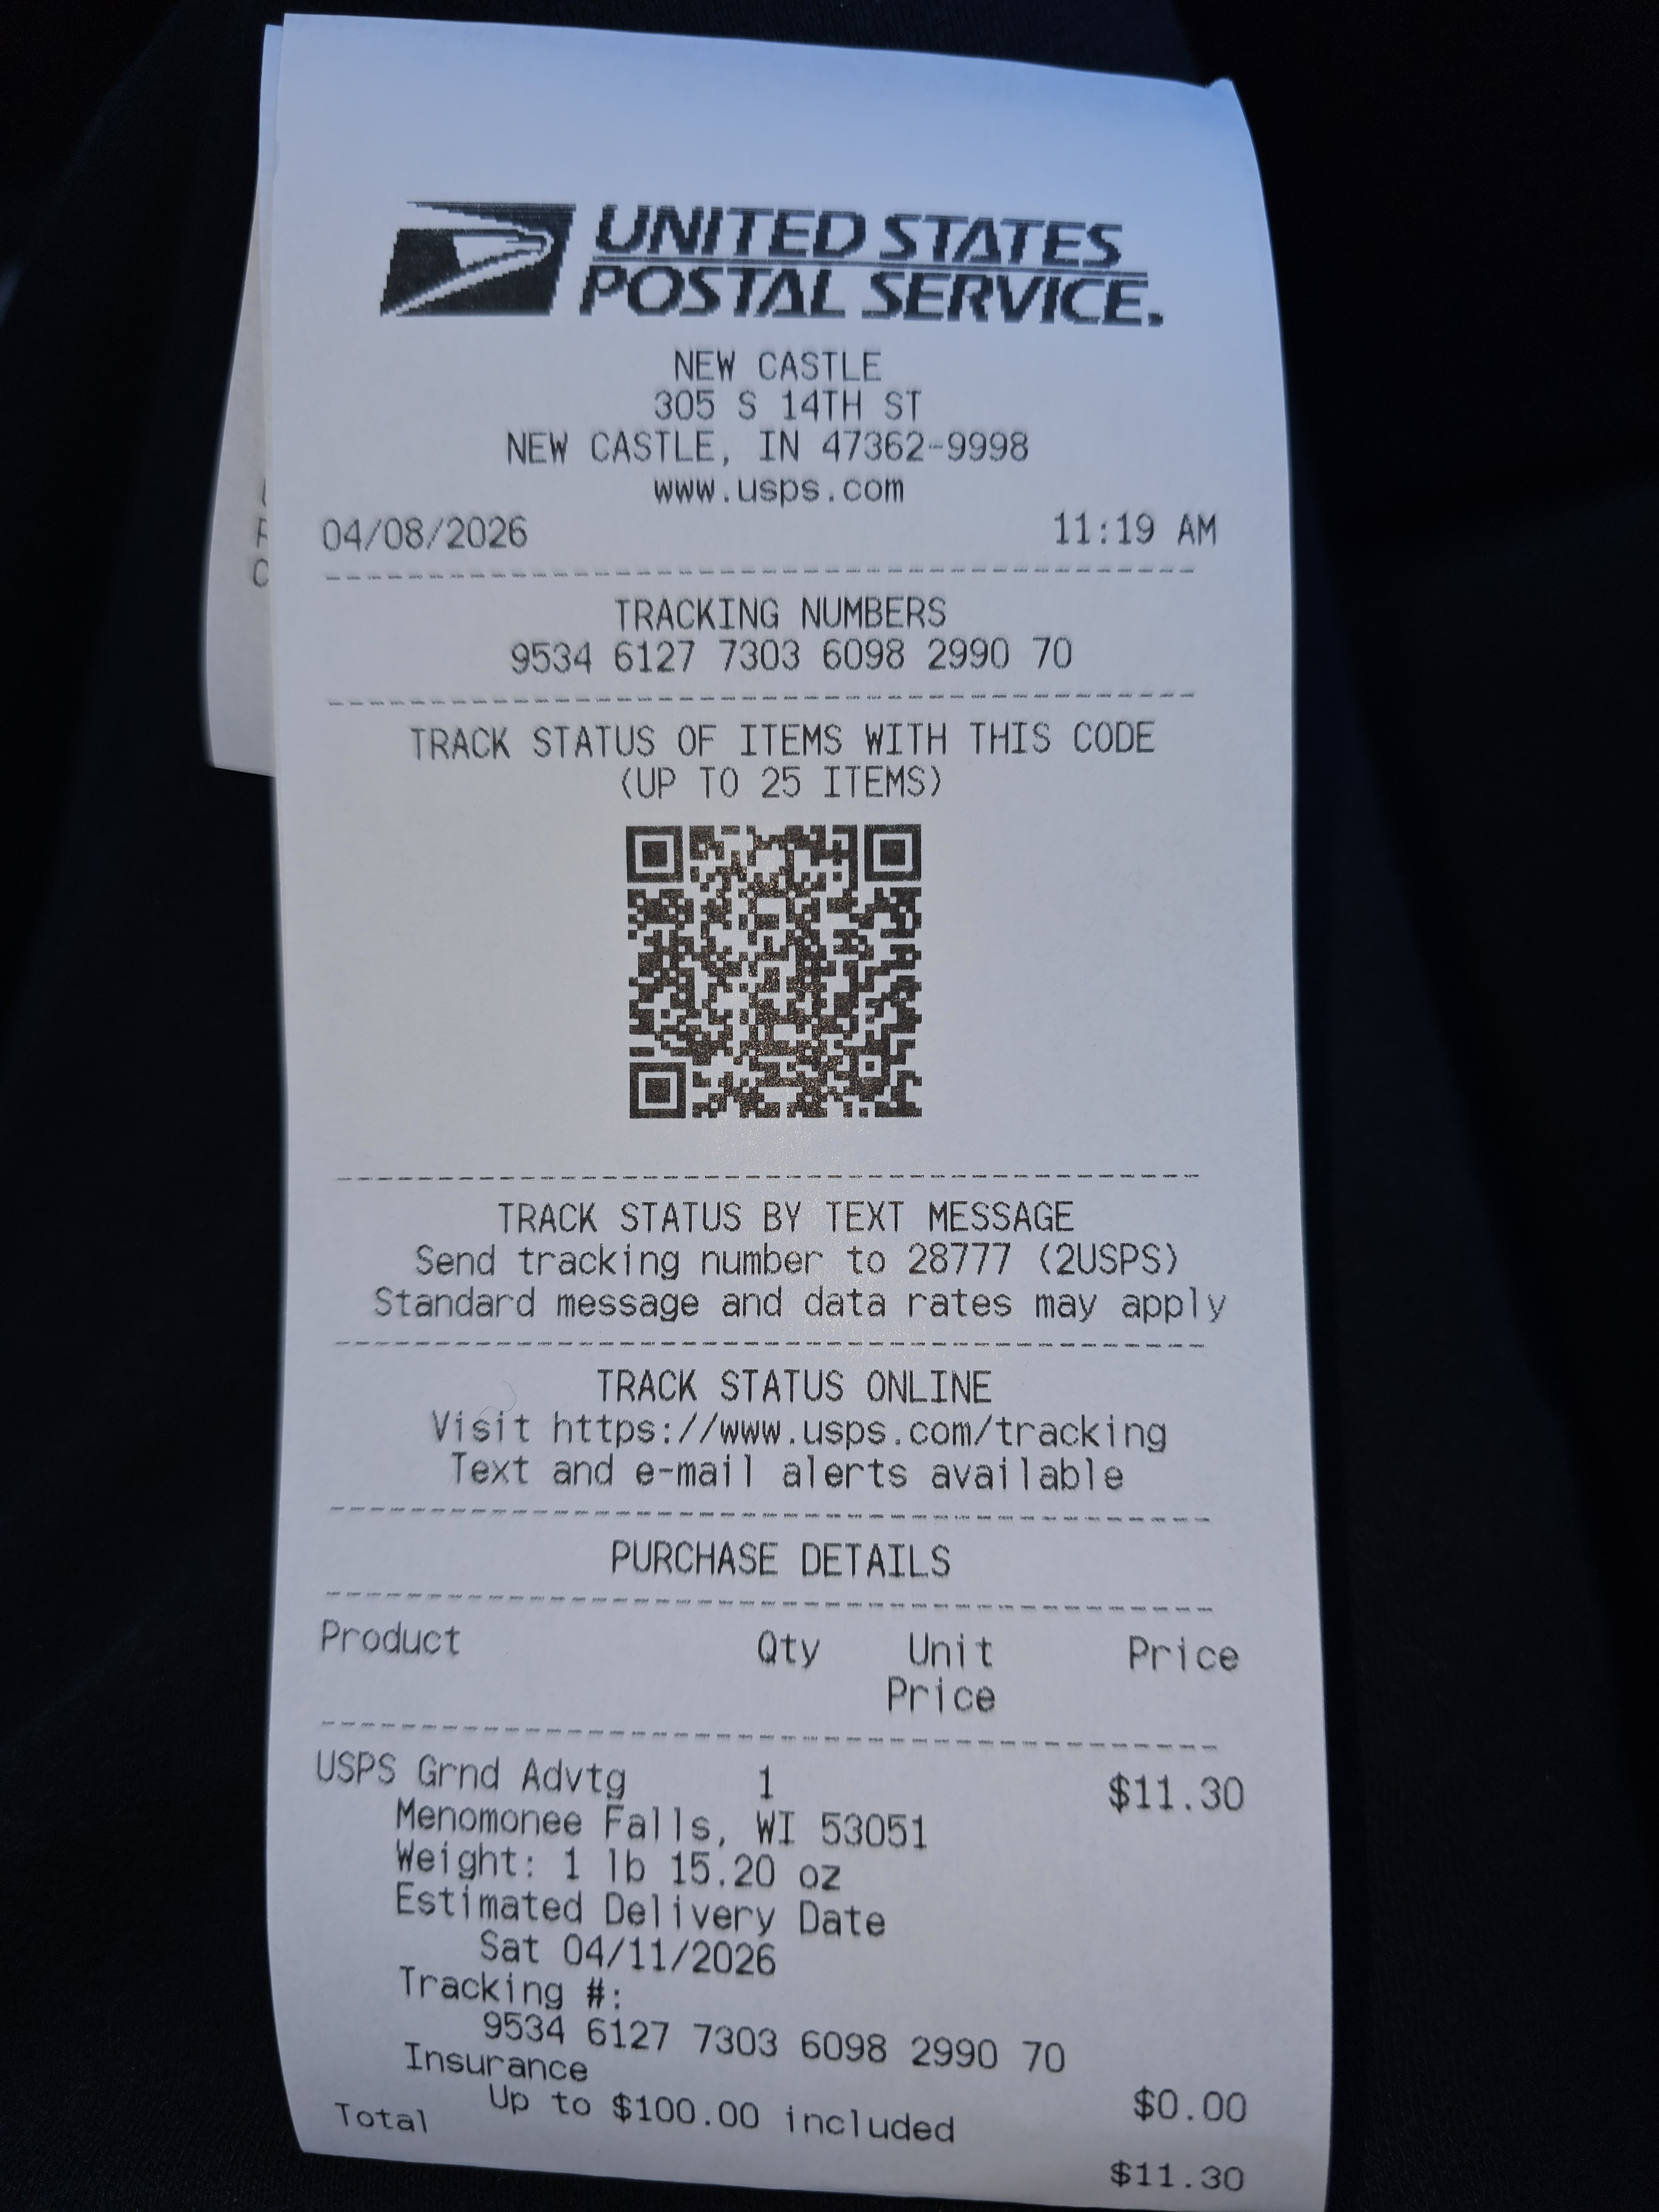 UNITED STATES
POSTAL SERVICE.
NEW CASTLE
305 S 14TH ST
NEW CASTLE, IN 47362-9998
www.usps.com
04/08/2026 11:19 AM
TRACKING NUMBERS
9534 6127 7303 6098 2990 70
TRACK STATUS OF ITEMS WITH THIS CODE
(UP TO 25 ITEMS)
TRACK STATUS BY TEXT MESSAGE
Send tracking number to 28777 (2USPS)
Standard message and data rates may apply
TRACK STATUS ONLINE
Visit https://www.usps.com/tracking
Text and e-mail alerts available
PURCHASE DETAILS
Product Qty Unit Price
Price
USPS Grnd Advtg 1 $11.30
Menomonee Falls, WI 53051
Weight: 1 lb 15.20 oz
Estimated Delivery Date
Sat 04/11/2026
Tracking #:
9534 6127 7303 6098 2990 70
Insurance $0.00
Up to $100.00 included
Total $11.30